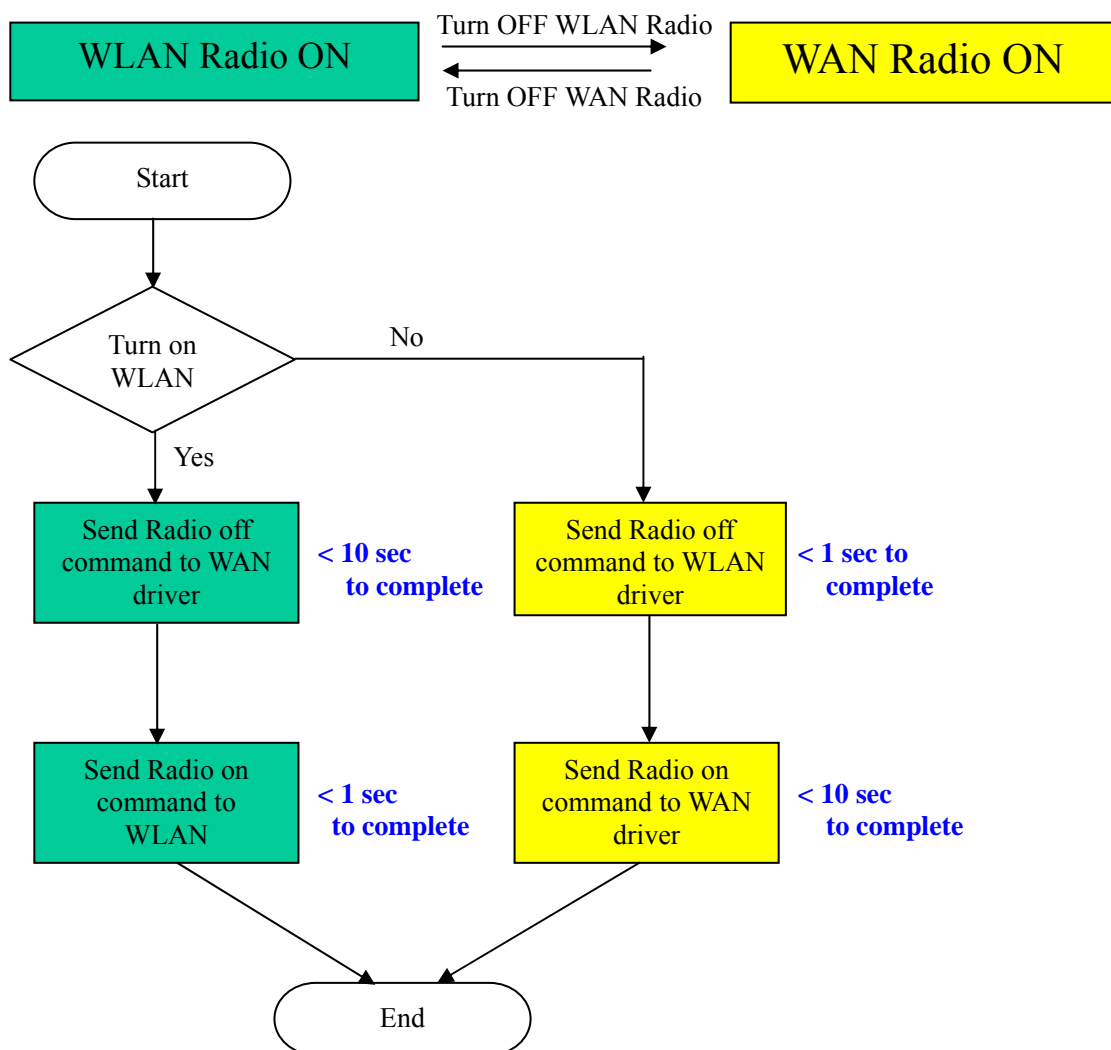 WLAN Radio ON
Turn OFF WLAN Radio
Turn OFF WAN Radio
WAN Radio ON
Start
Turn on
WLAN
No
Yes
Send Radio off
command to WAN
driver
< 10 sec
to complete
Send Radio off
command to WLAN
driver
< 1 sec to
complete
Send Radio on
command to
WLAN
< 1 sec
to complete
Send Radio on
command to WAN
driver
< 10 sec
to complete
End